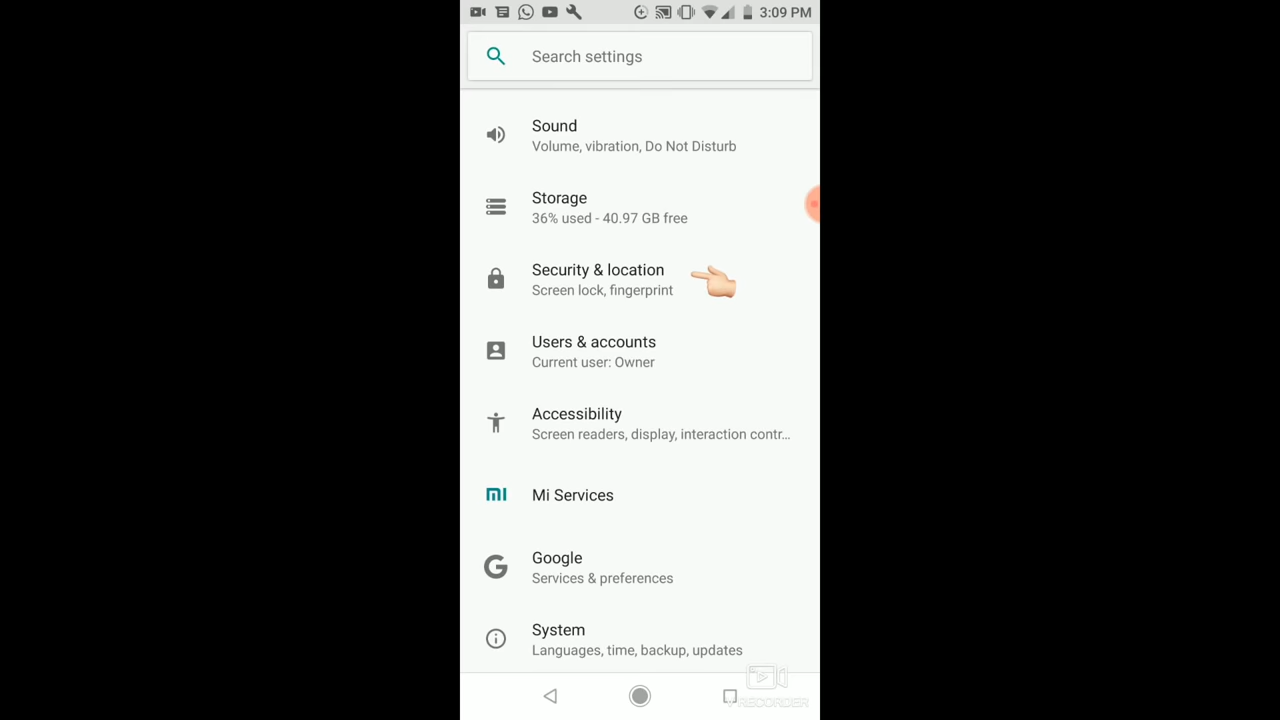 3:09 PM
Search settings
Sound
Volume, vibration, Do Not Disturb
Storage
36% used - 40.97 GB free
Security & location
Screen lock, fingerprint
Users & accounts
Current user: Owner
Accessibility
Screen readers, display, interaction contr…
Mi Services
Google
Services & preferences
System
Languages, time, backup, updates
V RECORDER